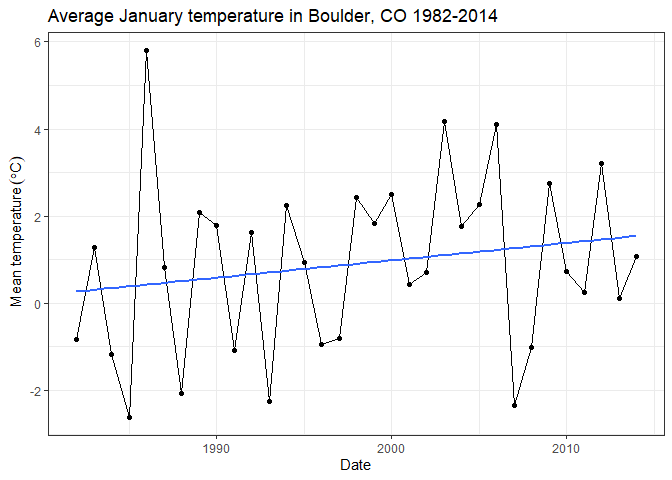 Average January temperature in Boulder, CO 1982-2014
Mean temperature (°C)
6
4
2
0
-2
1990
2000
2010
Date